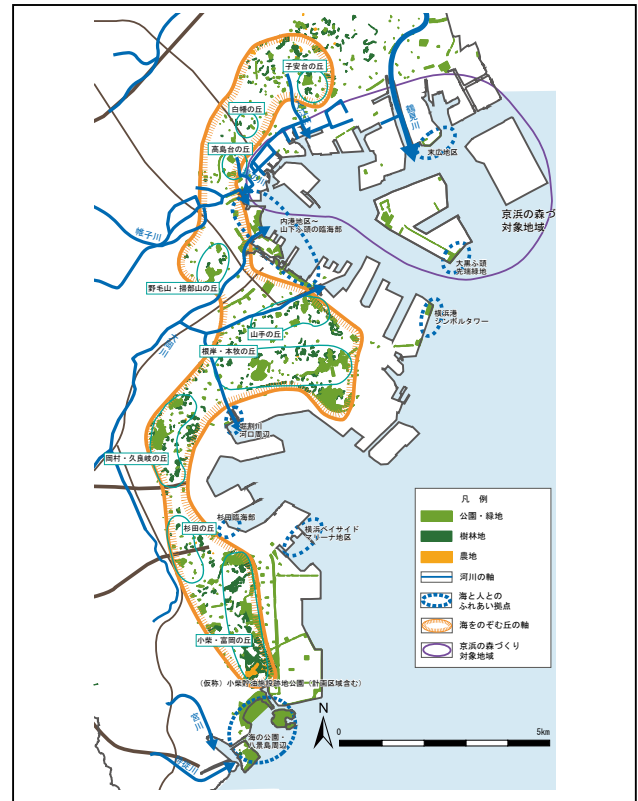 子安台の丘
白幡の丘
高島台の丘
鶴見川
末広地区
内港地区～
山下ふ頭の臨海部
京浜の森づ
対象地域
帷子川
大黒ふ頭
先端緑地
野毛山・掃部山の丘
横浜港
シンボルタワー
山手の丘
根岸・本牧の丘
堀割川
河口周辺
岡村・久良岐の丘
凡 例
公園・緑地
樹林地
農地
河川の軸
海と人との
ふれあい拠点
海をのぞむ丘の軸
京浜の森づくり
対象地域
杉田臨海部
杉田の丘
横浜ベイサイド
マリーナ地区
小柴・富岡の丘
(仮称)小柴貯油施設跡地公園(計画区域含む)
宮川
海の公園・
八景島周辺
N
0
5km